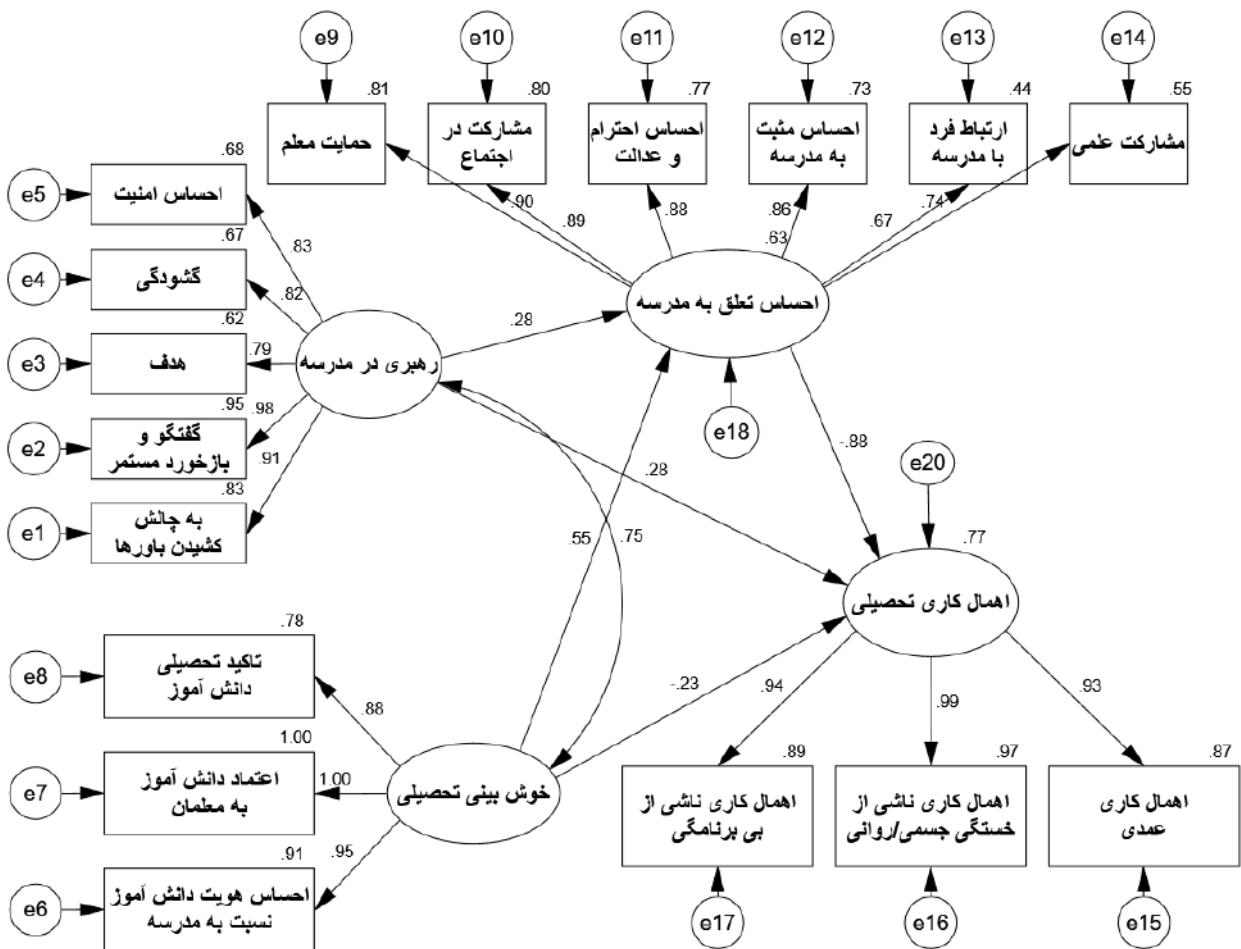 e9
e10
e11
e12
e13
e14
.81
.80
.77
.73
.44
.55
حمایت معلم
مشارکت در
اجتماع
احساس احترام
و عدالت
احساس مثبت
به مدرسه
ارتباط فرد
با مدرسه
مشارکت علمی
.90
.89
.88
.86
.67
.74
.63
احساس تعلق به مدرسه
e18
.68
e5
احساس امنیت
.83
.67
e4
گشودگی
.82
.62
e3
هدف
.79
.95
e2
گفتگو و
بازخورد مستمر
.98
.83
e1
به چالش
کشیدن باورها
.91
رهبری در مدرسه
.28
.28
.75
.55
-.88
-.23
e20
.77
اهمال کاری تحصیلی
.78
e8
تاکید تحصیلی
دانش آموز
.88
1.00
e7
اعتماد دانش آموز
به معلمان
1.00
.91
e6
احساس هویت دانش آموز
نسبت به مدرسه
.95
خوش بینی تحصیلی
.94
.99
.93
.89
.97
.87
اهمال کاری ناشی از
بی برنامگی
اهمال کاری ناشی از
خستگی جسمی/روانی
اهمال کاری
عمدی
e17
e16
e15